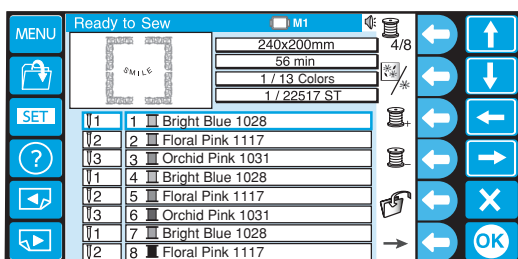 MENU
Ready to Sew
M1
4/8
SMILE
240x200mm
56 min
1 / 13 Colors
1 / 22517 ST
SET
1 1 Bright Blue 1028
2 2 Floral Pink 1117
3 3 Orchid Pink 1031
1 4 Bright Blue 1028
2 5 Floral Pink 1117
3 6 Orchid Pink 1031
1 7 Bright Blue 1028
2 8 Floral Pink 1117
OK